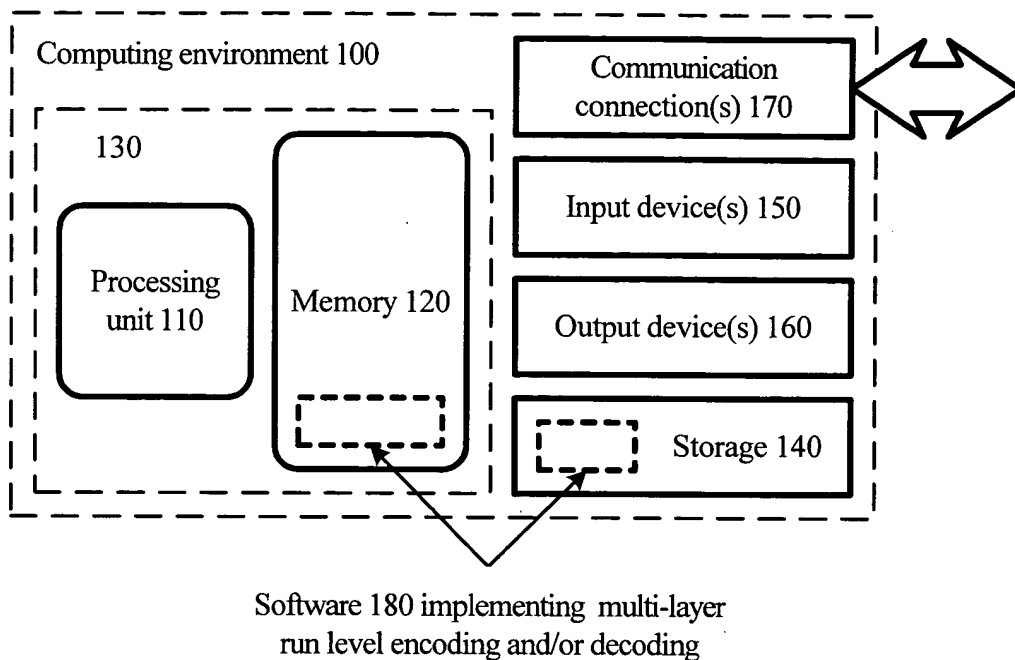 Computing environment 100
130
Processing
unit 110
Memory 120
Communication
connection(s) 170
Input device(s) 150
Output device(s) 160
Storage 140
Software 180 implementing multi-layer
run level encoding and/or decoding